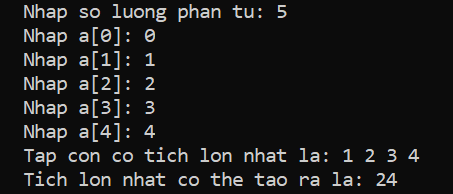 Nhap so luong phan tu: 5
Nhap a[0]: 0
Nhap a[1]: 1
Nhap a[2]: 2
Nhap a[3]: 3
Nhap a[4]: 4
Tap con co tich lon nhat la: 1 2 3 4
Tich lon nhat co the tao ra la: 24